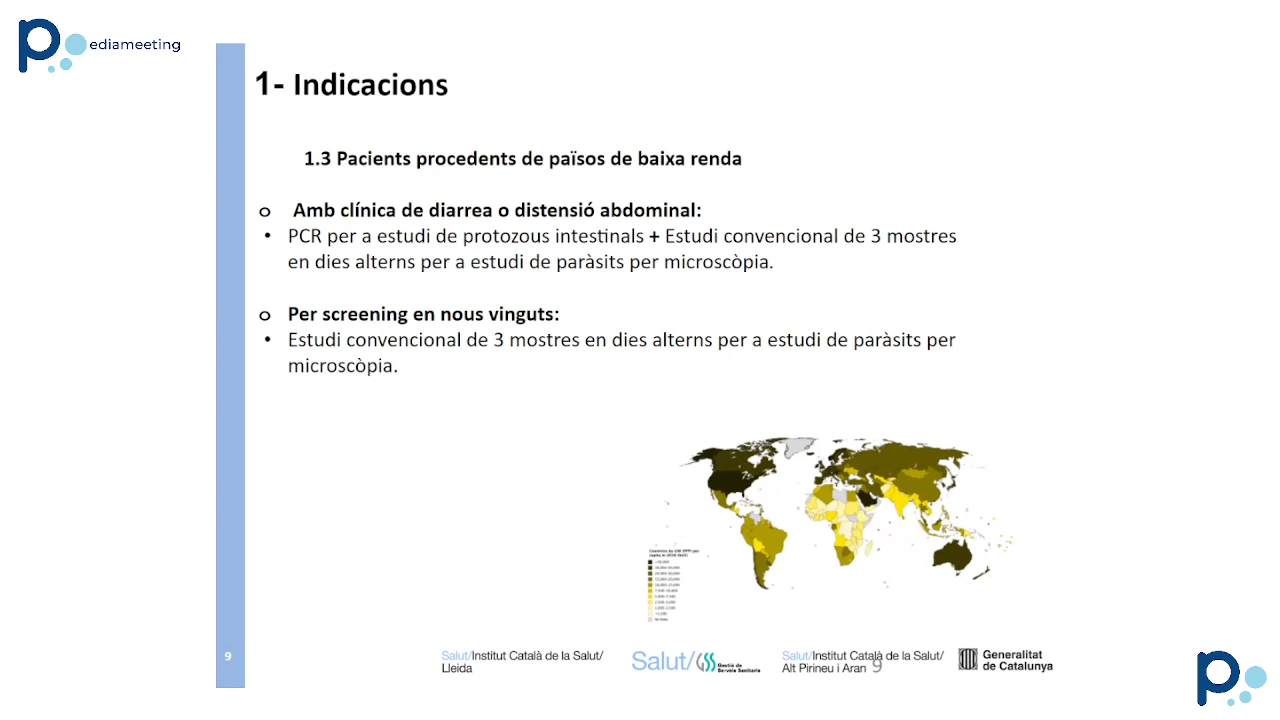 ediameeting
1- Indicacions
1.3 Pacients procedents de països de baixa renda
o Amb clínica de diarrea o distensió abdominal:
• PCR per a estudi de protozous intestinals + Estudi convencional de 3 mostres
en dies alterns per a estudi de paràsits per microscòpia.
o Per screening en nous vinguts:
• Estudi convencional de 3 mostres en dies alterns per a estudi de paràsits per
microscòpia.
9
Salut/Institut Català de la Salut/
Lleida
Salut/
Gestió de
Serveis Sanitaris
Salut/Institut Català de la Salut/
Alt Pirineu i Aran
9
Generalitat
de Catalunya